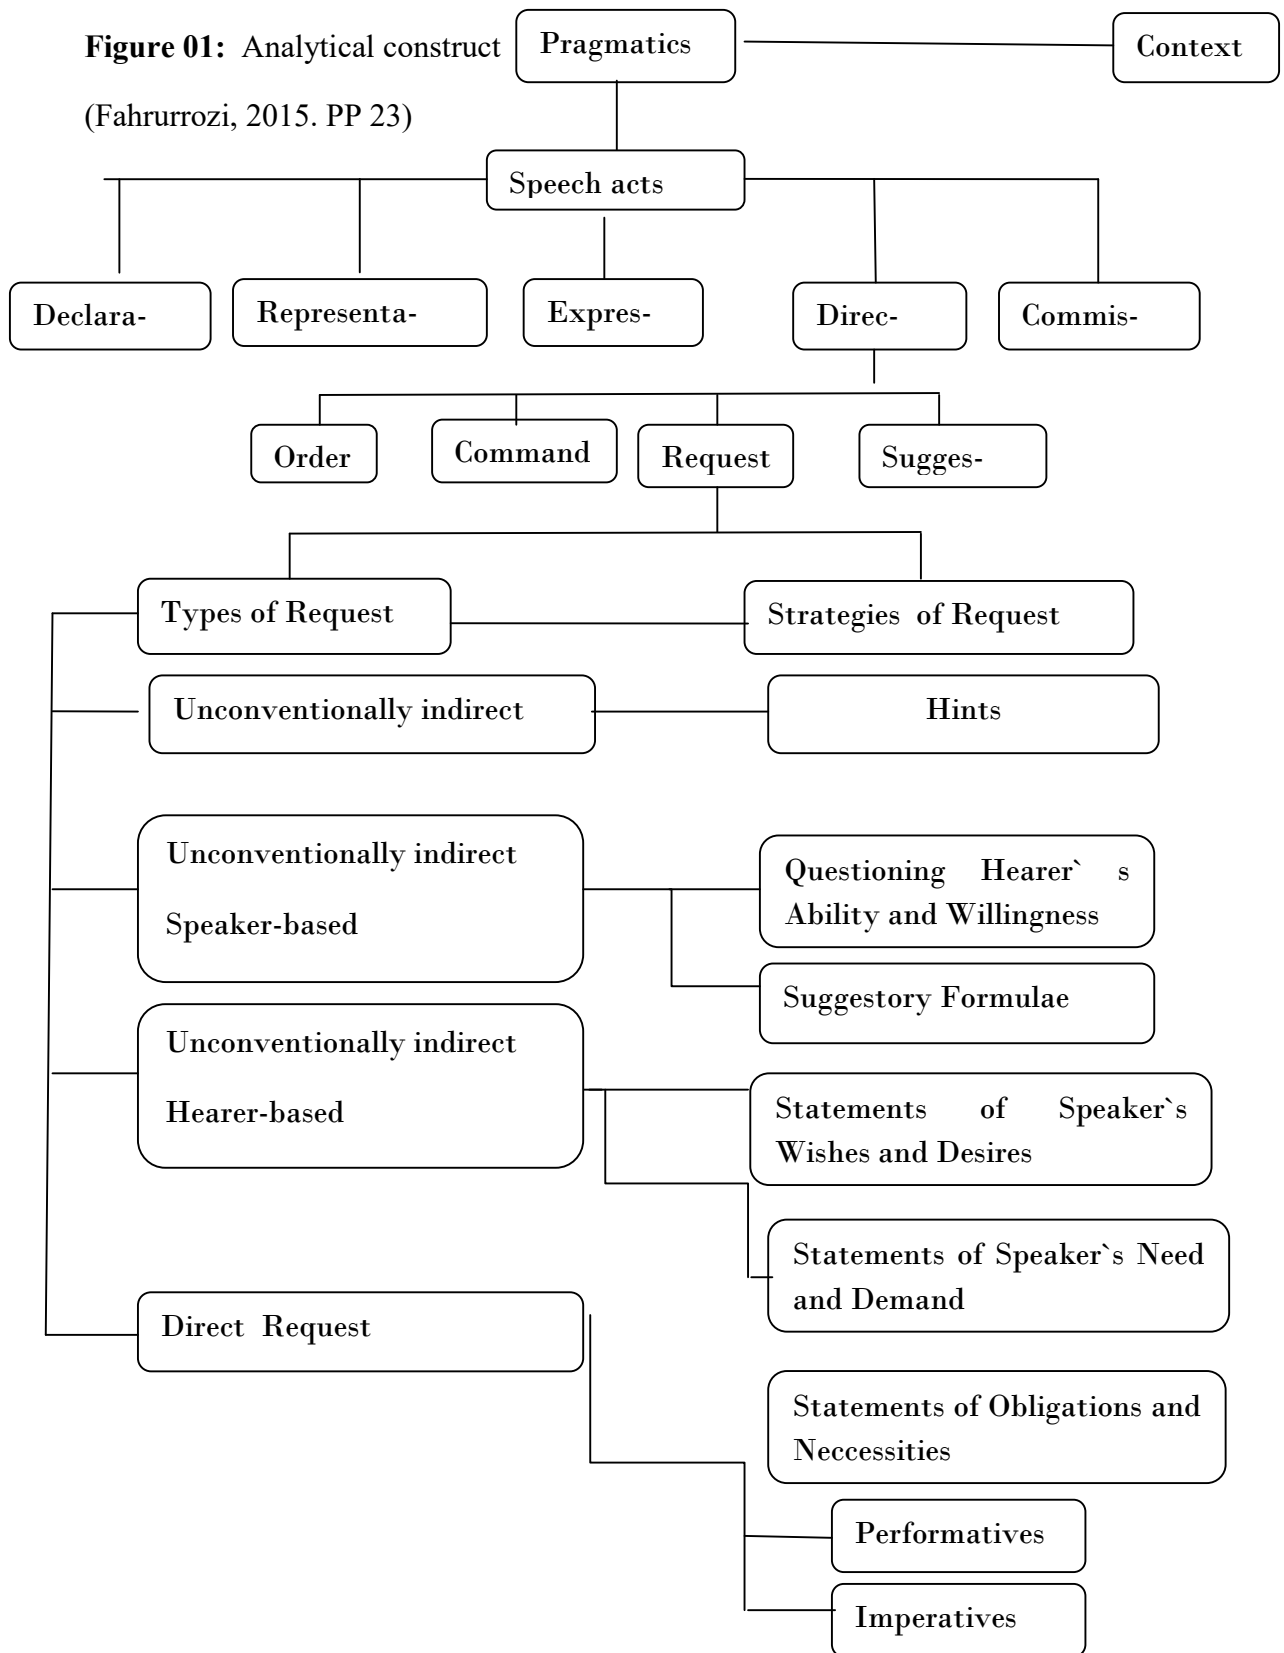 Figure 01: Analytical construct
(Fahrurrozi, 2015. PP 23)
Pragmatics
Context
Speech acts
Declara-
Representa-
Expres-
Direc-
Commis-
Order
Command
Request
Sugges-
Types of Request
Strategies of Request
Unconventionally indirect
Hints
Unconventionally indirect
Speaker-based
Questioning Hearer` s
Ability and Willingness
Suggestory Formulae
Unconventionally indirect
Hearer-based
Statements of Speaker`s
Wishes and Desires
Statements of Speaker`s Need
and Demand
Direct Request
Statements of Obligations and
Neccessities
Performatives
Imperatives